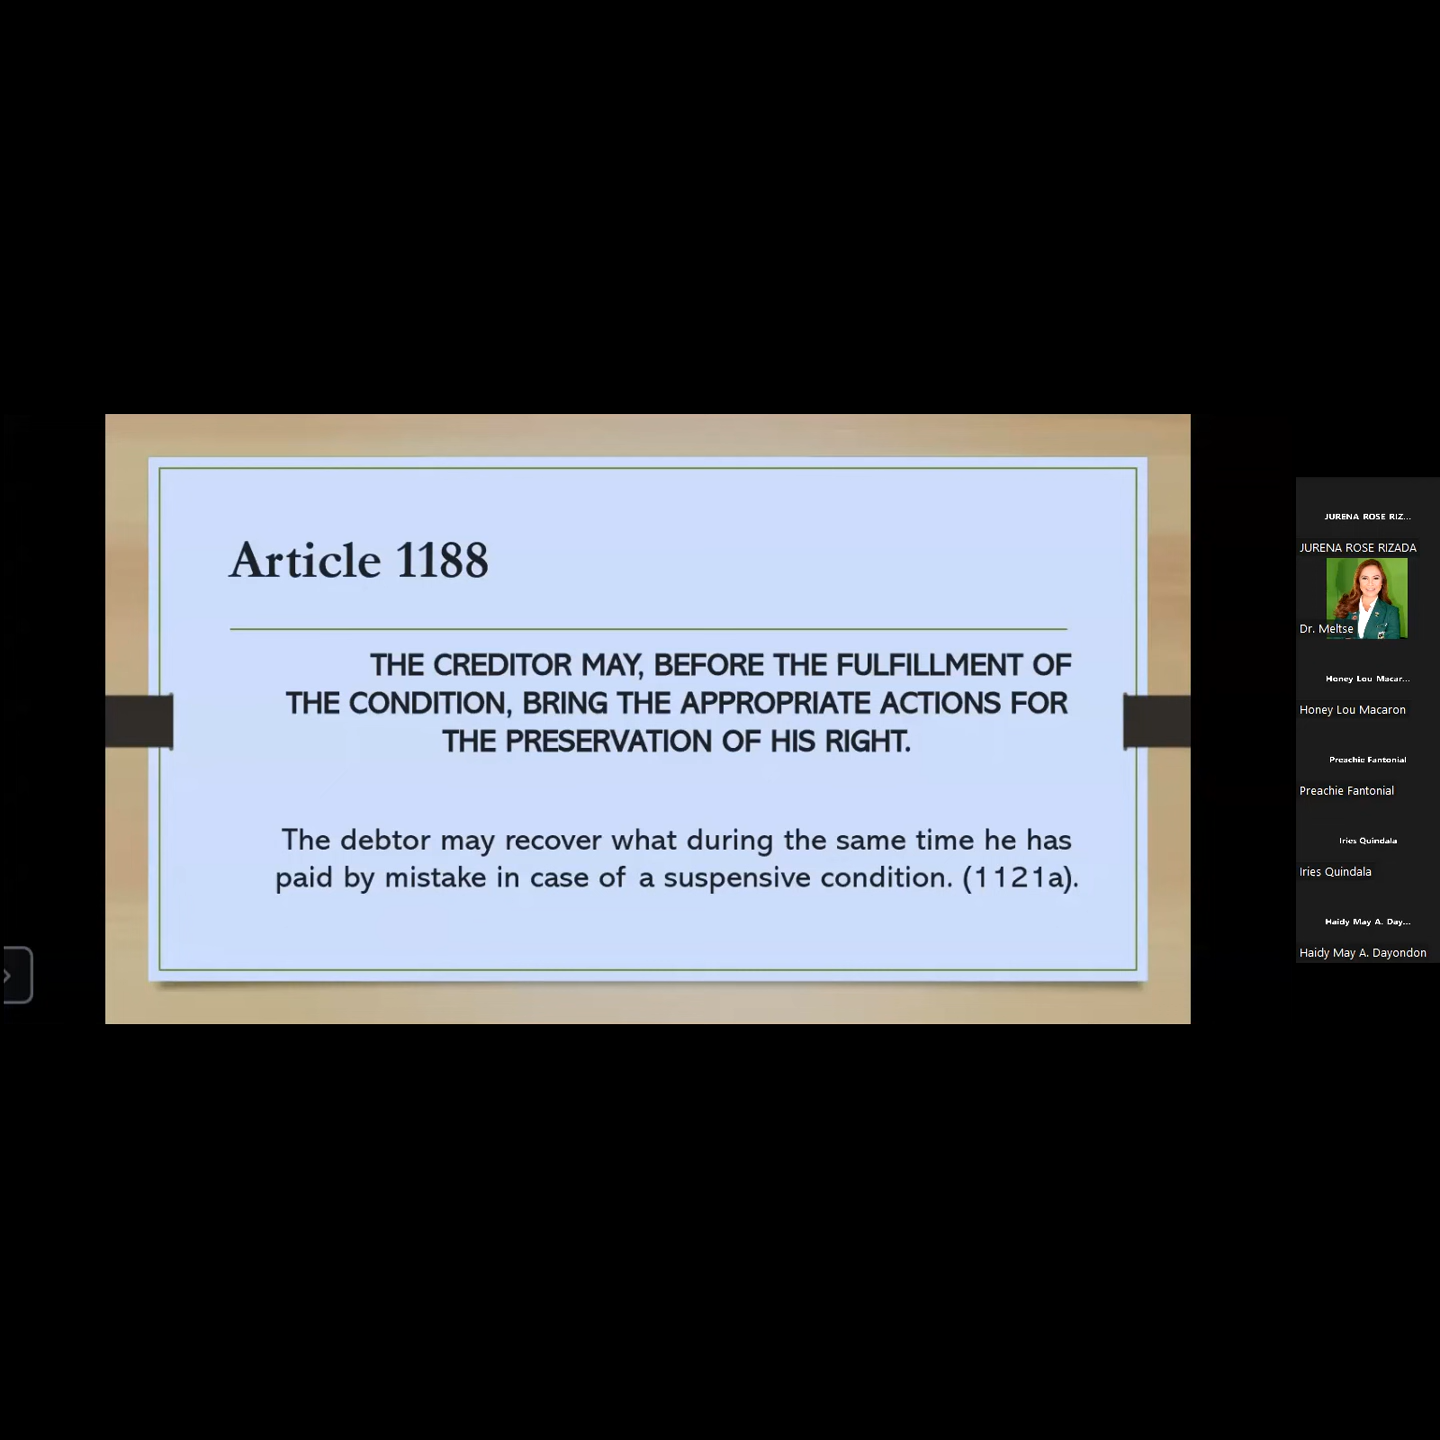 Article 1188
THE CREDITOR MAY, BEFORE THE FULFILLMENT OF
THE CONDITION, BRING THE APPROPRIATE ACTIONS FOR
THE PRESERVATION OF HIS RIGHT.
The debtor may recover what during the same time he has
paid by mistake in case of a suspensive condition. (1121a).
JURENA ROSE RIZ...
JURENA ROSE RIZADA
Dr. Meltse
Honey Lou Macar...
Honey Lou Macaron
Preachie Fantonial
Preachie Fantonial
Iries Quindala
Iries Quindala
Haidy May A. Day...
Haidy May A. Dayondon